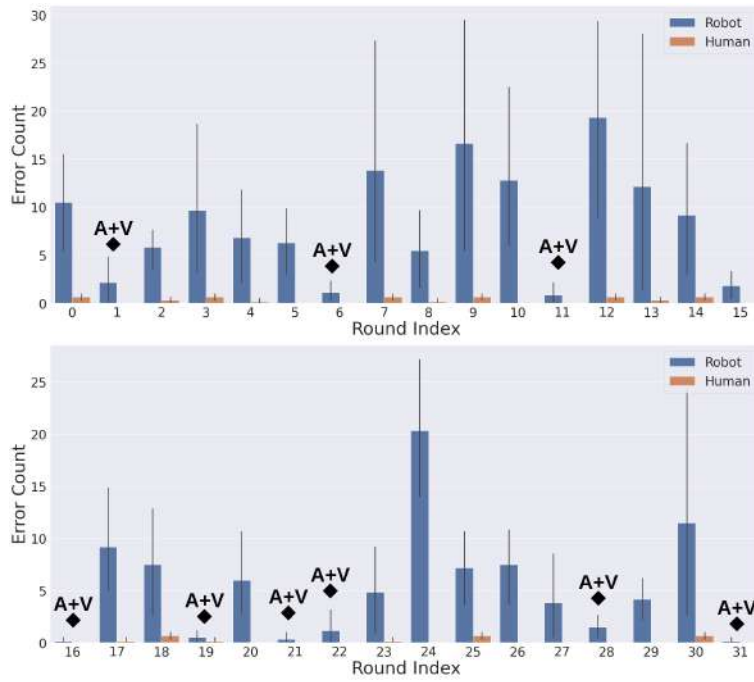 30
25
20
15
10
5
0
Error Count
Robot
Human
A+V
A+V
A+V
0 1 2 3 4 5 6 7 8 9 10 11 12 13 14 15
Round Index
25
20
15
10
5
0
Error Count
Robot
Human
A+V
A+V
A+V
A+V
A+V
A+V
16 17 18 19 20 21 22 23 24 25 26 27 28 29 30 31
Round Index